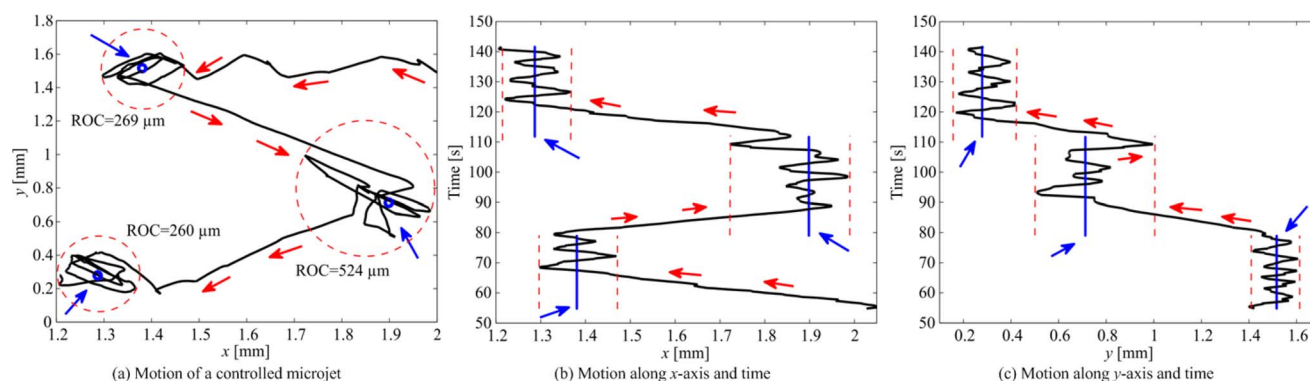 1.8
1.6
1.4
1.2
1
0.8
0.6
0.4
0.2
0
y [mm]
ROC=269 µm
ROC=260 µm
ROC=524 µm
1.2 1.3 1.4 1.5 1.6 1.7 1.8 1.9 2
x [mm]
(a) Motion of a controlled microjet
150
140
130
120
110
100
90
80
70
60
50
Time [s]
1.2 1.3 1.4 1.5 1.6 1.7 1.8 1.9 2
x [mm]
(b) Motion along x-axis and time
150
140
130
120
110
100
90
80
70
60
50
Time [s]
0.2 0.4 0.6 0.8 1 1.2 1.4 1.6
y [mm]
(c) Motion along y-axis and time